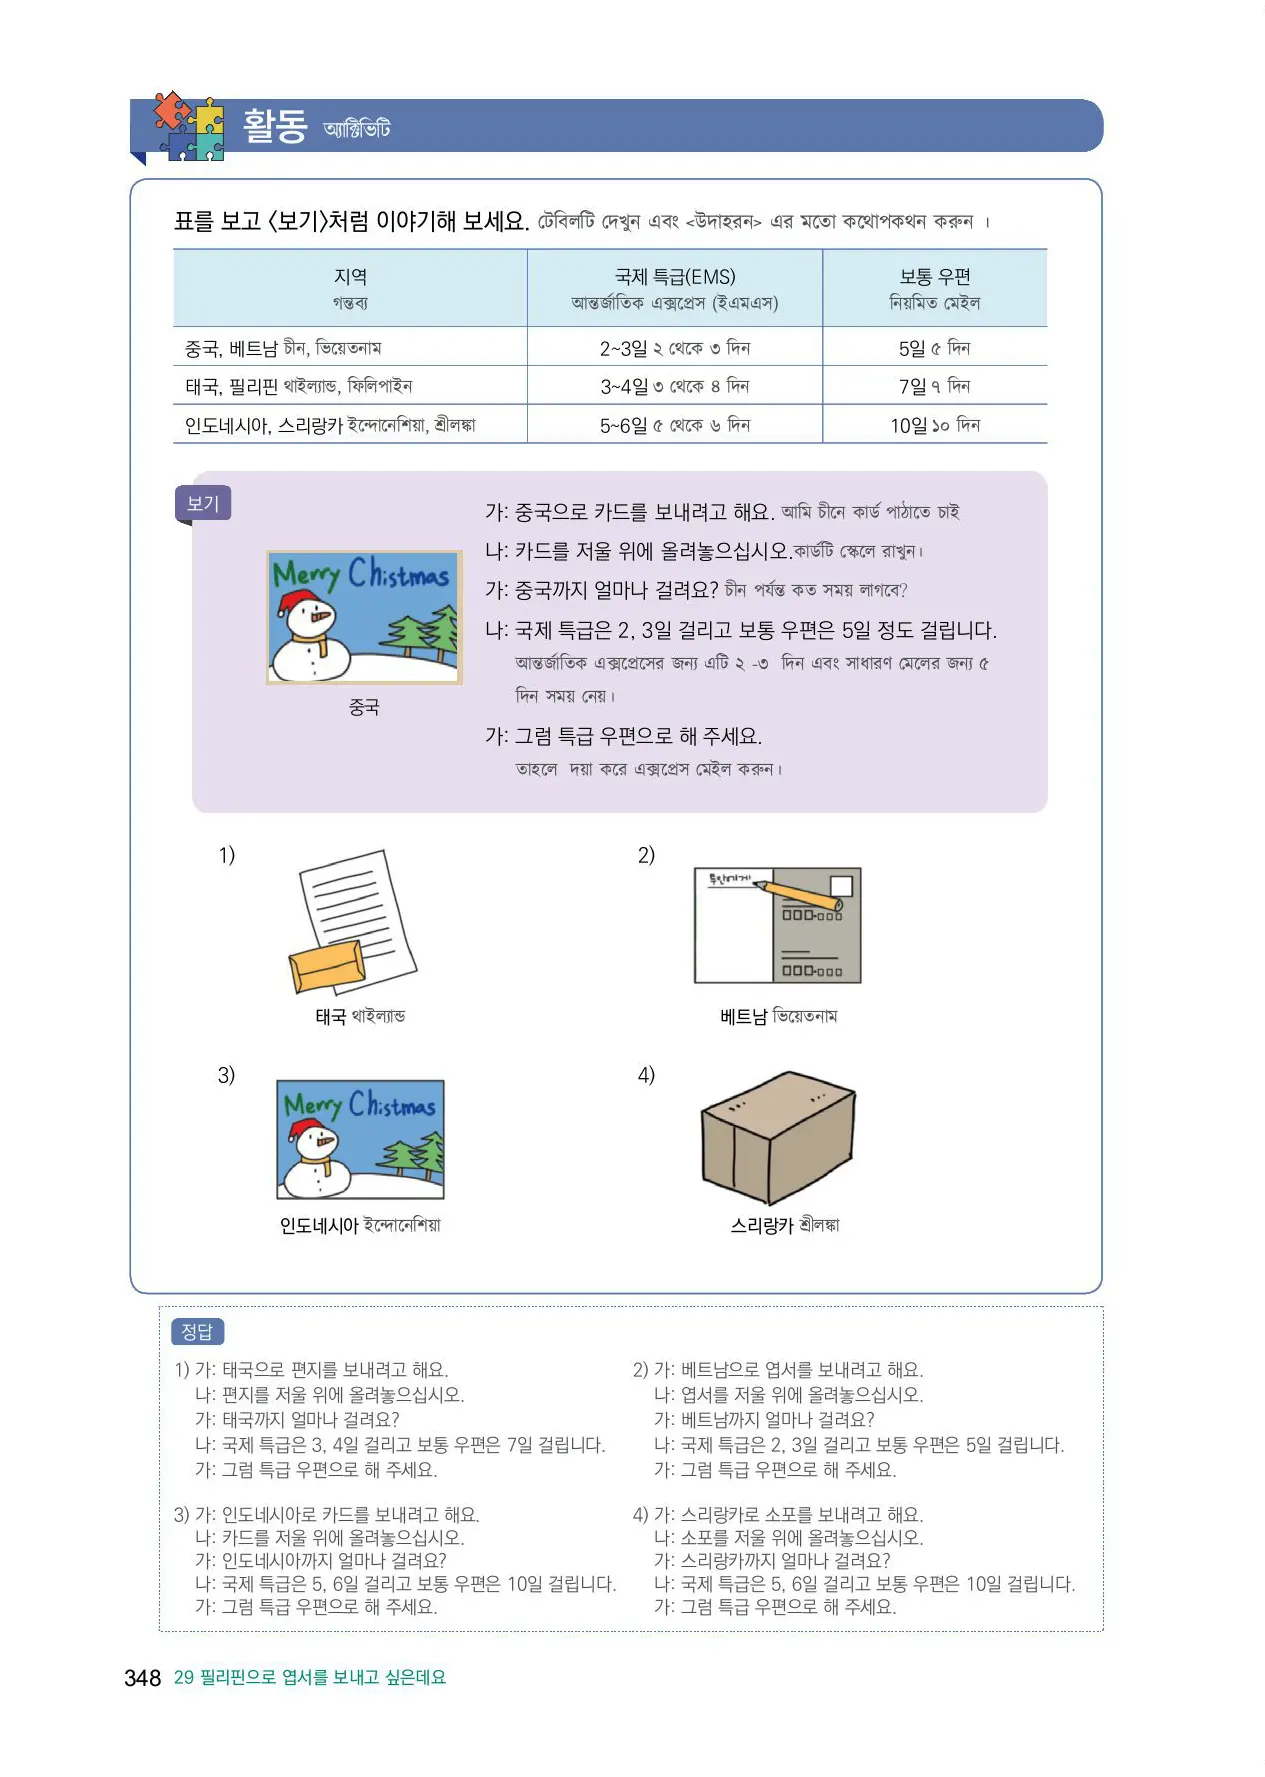 활동 অ্যাক্টিভিটি
표를 보고 〈보기〉처럼 이야기해 보세요. টেবিলটি দেখুন এবং <উদাহরন> এর মতো কথোপকথন করুন ।
지역 국제 특급(EMS) 보통 우편
গন্তব্য আন্তর্জাতিক এক্সপ্রেস (ইএমএস) নিয়মিত মেইল
중국, 베트남 চীন, ভিয়েতনাম 2~3일 ২ থেকে ৩ দিন 5일 ৫ দিন
태국, 필리핀 থাইল্যান্ড, ফিলিপাইন 3~4일 ৩ থেকে ৪ দিন 7일 ৭ দিন
인도네시아, 스리랑카 ইন্দোনেশিয়া, শ্রীলঙ্কা 5~6일 ৫ থেকে ৬ দিন 10일 ১০ দিন
보기
가: 중국으로 카드를 보내려고 해요. আমি চীনে কার্ড পাঠাতে চাই
나: 카드를 저울 위에 올려놓으십시오. কার্ডটি স্কেলে রাখুন।
가: 중국까지 얼마나 걸려요? চীন পর্যন্ত কত সময় লাগবে?
나: 국제 특급은 2, 3일 걸리고 보통 우편은 5일 정도 걸립니다.
আন্তর্জাতিক এক্সপ্রেসের জন্য এটি ২ -৩ দিন এবং সাধারণ মেলের জন্য ৫
দিন সময় নেয়।
가: 그럼 특급 우편으로 해 주세요.
তাহলে দয়া করে এক্সপ্রেস মেইল করুন।
Merry Chistmas
중국
1)
태국 থাইল্যান্ড
2)
투안에게
베트남 ভিয়েতনাম
3)
Merry Chistmas
인도네시아 ইন্দোনেশিয়া
4)
스리랑카 শ্রীলঙ্কা
정답
1) 가: 태국으로 편지를 보내려고 해요.
나: 편지를 저울 위에 올려놓으십시오.
가: 태국까지 얼마나 걸려요?
나: 국제 특급은 3, 4일 걸리고 보통 우편은 7일 걸립니다.
가: 그럼 특급 우편으로 해 주세요.
2) 가: 베트남으로 엽서를 보내려고 해요.
나: 엽서를 저울 위에 올려놓으십시오.
가: 베트남까지 얼마나 걸려요?
나: 국제 특급은 2, 3일 걸리고 보통 우편은 5일 걸립니다.
가: 그럼 특급 우편으로 해 주세요.
3) 가: 인도네시아로 카드를 보내려고 해요.
나: 카드를 저울 위에 올려놓으십시오.
가: 인도네시아까지 얼마나 걸려요?
나: 국제 특급은 5, 6일 걸리고 보통 우편은 10일 걸립니다.
가: 그럼 특급 우편으로 해 주세요.
4) 가: 스리랑카로 소포를 보내려고 해요.
나: 소포를 저울 위에 올려놓으십시오.
가: 스리랑카까지 얼마나 걸려요?
나: 국제 특급은 5, 6일 걸리고 보통 우편은 10일 걸립니다.
가: 그럼 특급 우편으로 해 주세요.
348 29 필리핀으로 엽서를 보내고 싶은데요